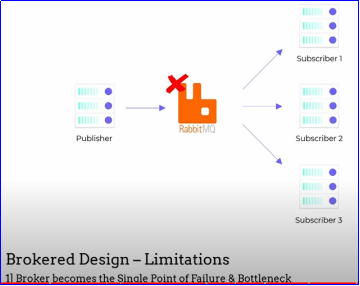 Subscriber 1
Publisher
RabbitMQ
Subscriber 2
Subscriber 3
Brokered Design – Limitations
1] Broker becomes the Single Point of Failure & Bottleneck